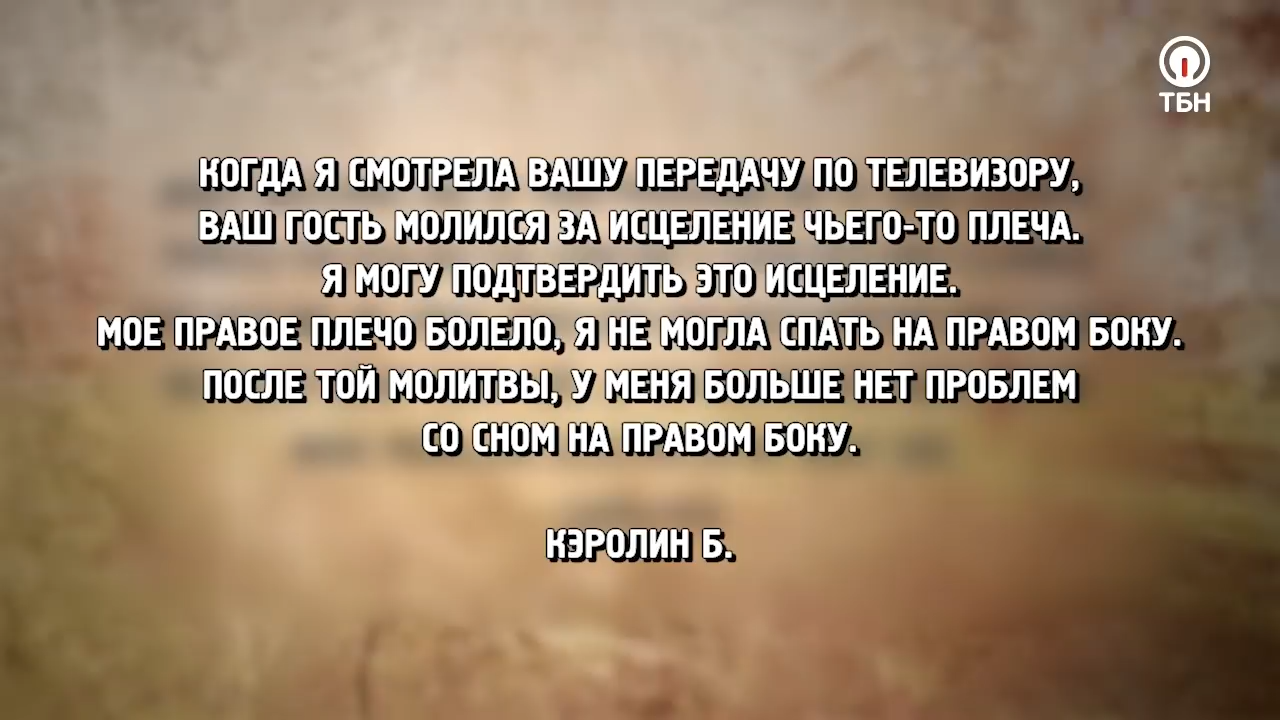 ТБН
КОГДА Я СМОТРЕЛА ВАШУ ПЕРЕДАЧУ ПО ТЕЛЕВИЗОРУ,
ВАШ ГОСТЬ МОЛИЛСЯ ЗА ИСЦЕЛЕНИЕ ЧЬЕГО-ТО ПЛЕЧА.
Я МОГУ ПОДТВЕРДИТЬ ЭТО ИСЦЕЛЕНИЕ.
МОЕ ПРАВОЕ ПЛЕЧО БОЛЕЛО, Я НЕ МОГЛА СПАТЬ НА ПРАВОМ БОКУ.
ПОСЛЕ ТОЙ МОЛИТВЫ, У МЕНЯ БОЛЬШЕ НЕТ ПРОБЛЕМ
СО СНОМ НА ПРАВОМ БОКУ.
КЭРОЛИН Б.